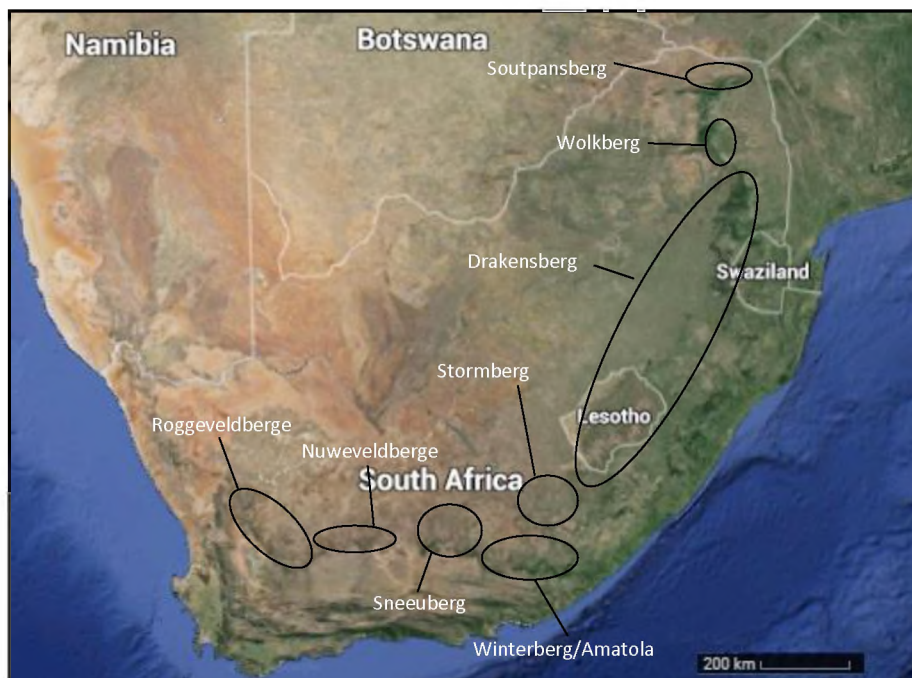 Namibia
Botswana
Soutpansberg
Wolkberg
Drakensberg
Swaziland
Stormberg
Lesotho
Roggeveldberge
Nuweveldberge
South Africa
Sneeuberg
Winterberg/Amatola
200 km